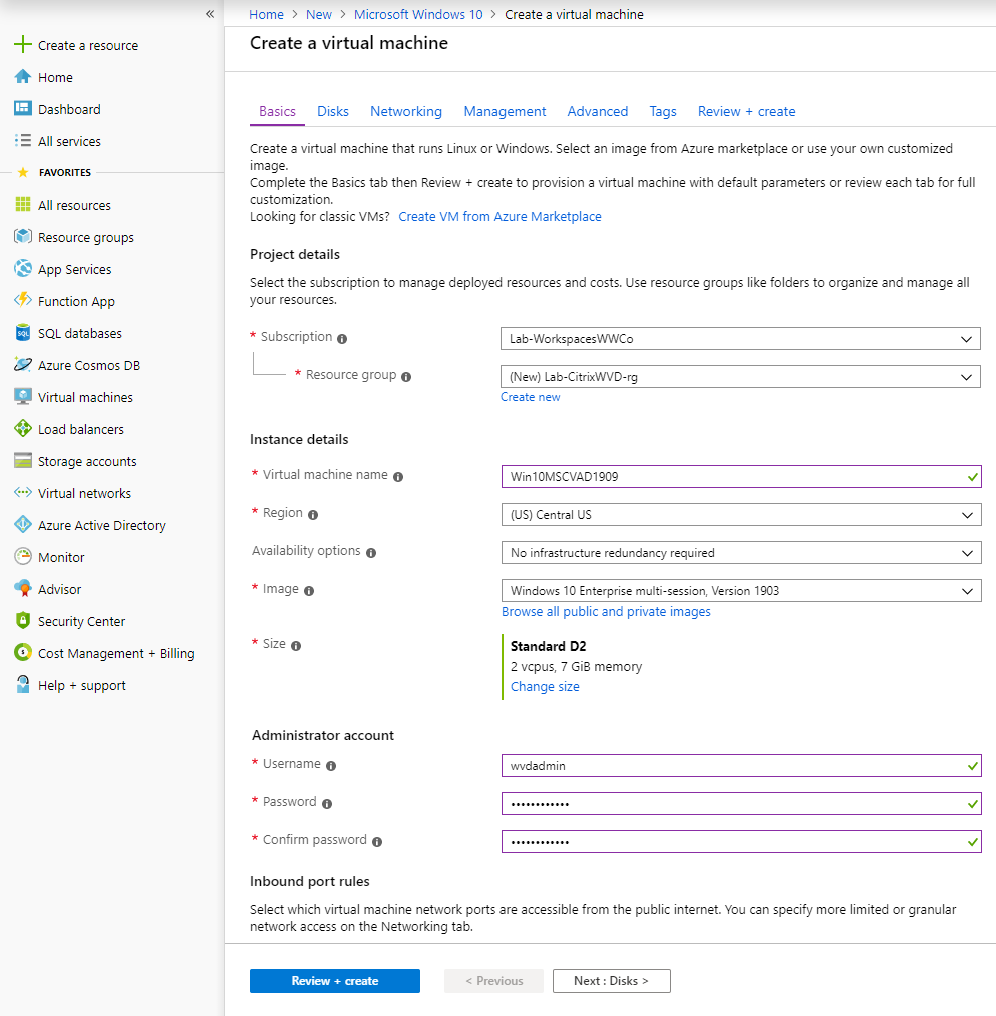 «
Create a resource
Home
Dashboard
All services
FAVORITES
All resources
Resource groups
App Services
Function App
SQL databases
Azure Cosmos DB
Virtual machines
Load balancers
Storage accounts
Virtual networks
Azure Active Directory
Monitor
Advisor
Security Center
Cost Management + Billing
Help + support
Home > New > Microsoft Windows 10 > Create a virtual machine
Create a virtual machine
Basics Disks Networking Management Advanced Tags Review + create
Create a virtual machine that runs Linux or Windows. Select an image from Azure marketplace or use your own customized
image.
Complete the Basics tab then Review + create to provision a virtual machine with default parameters or review each tab for full
customization.
Looking for classic VMs? Create VM from Azure Marketplace
Project details
Select the subscription to manage deployed resources and costs. Use resource groups like folders to organize and manage all
your resources.
* Subscription Lab-WorkspacesWWCo
* Resource group (New) Lab-CitrixWVD-rg
Create new
Instance details
* Virtual machine name Win10MSCVAD1909
* Region (US) Central US
Availability options No infrastructure redundancy required
* Image Windows 10 Enterprise multi-session, Version 1903
Browse all public and private images
* Size Standard D2
2 vcpus, 7 GiB memory
Change size
Administrator account
* Username wvdadmin
* Password ••••••••••••
* Confirm password ••••••••••••
Inbound port rules
Select which virtual machine network ports are accessible from the public internet. You can specify more limited or granular
network access on the Networking tab.
Review + create < Previous Next : Disks >